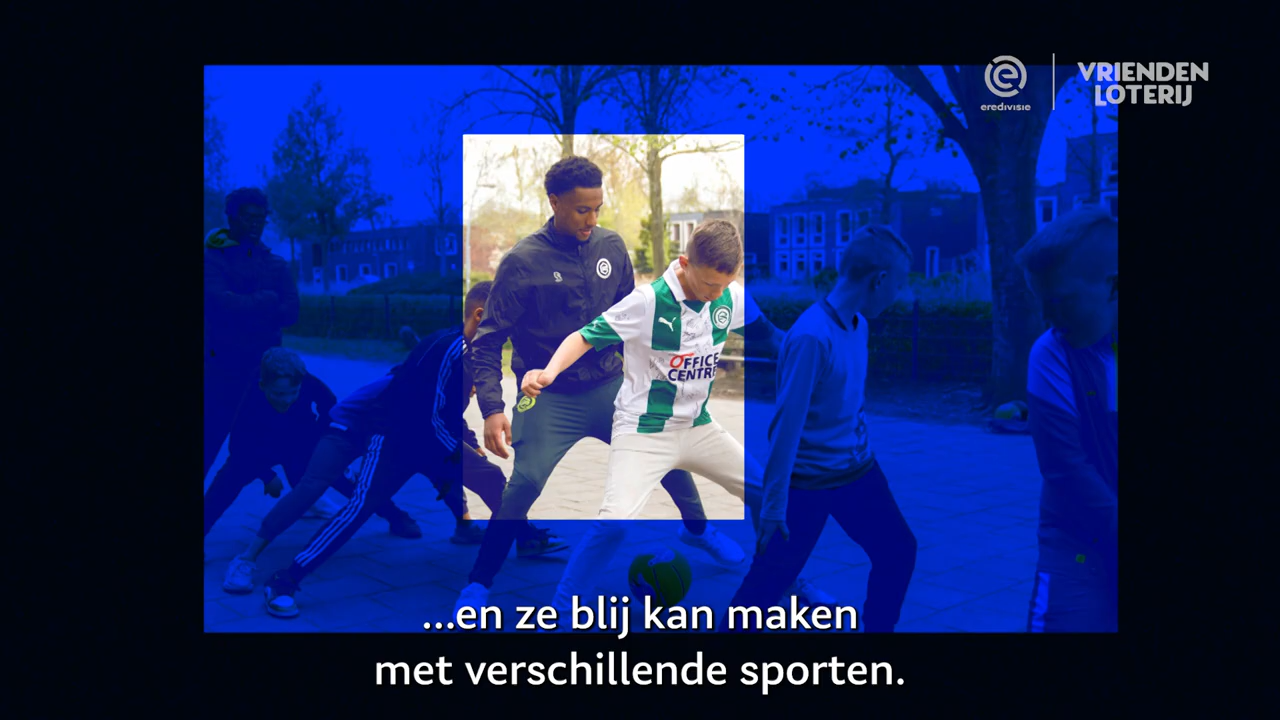 eredivisie
VRIENDEN
LOTERIJ
OFFICE
CENTRE
...en ze blij kan maken
met verschillende sporten.